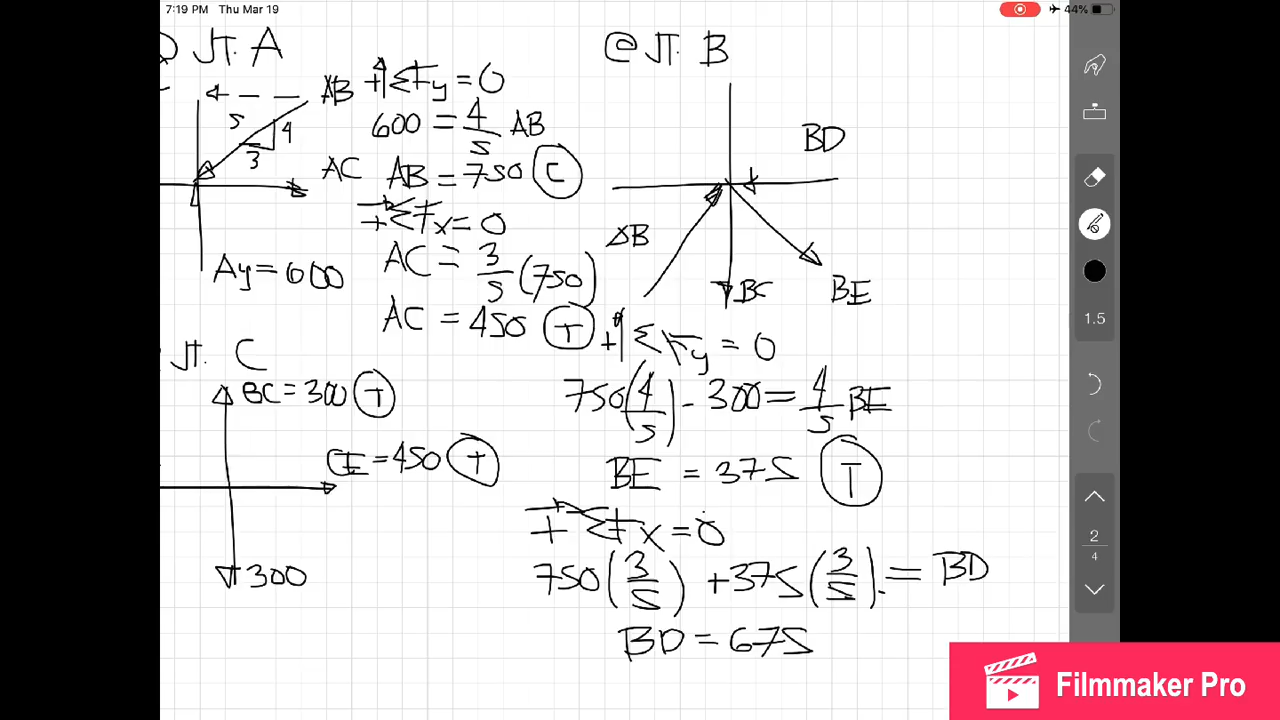 7:19 PM Thu Mar 19
44%
@ JT. A
AB
5
4
3
AC
Ay = 600
+↑ΣFy = 0
600 = 4/5 AB
AB = 750 (C)
+→ΣFx = 0
AC = 3/5 (750)
AC = 450 (T)
JT. C
BC = 300 (T)
CE = 450 (T)
300
@ JT. B
BD
AB
BC
BE
+↑ΣFy = 0
750(4/5) - 300 = 4/5 BE
BE = 375 (T)
+→ΣFx = 0
750(3/5) + 375(3/5) = BD
BD = 675
1.5
2
4
Filmmaker Pro